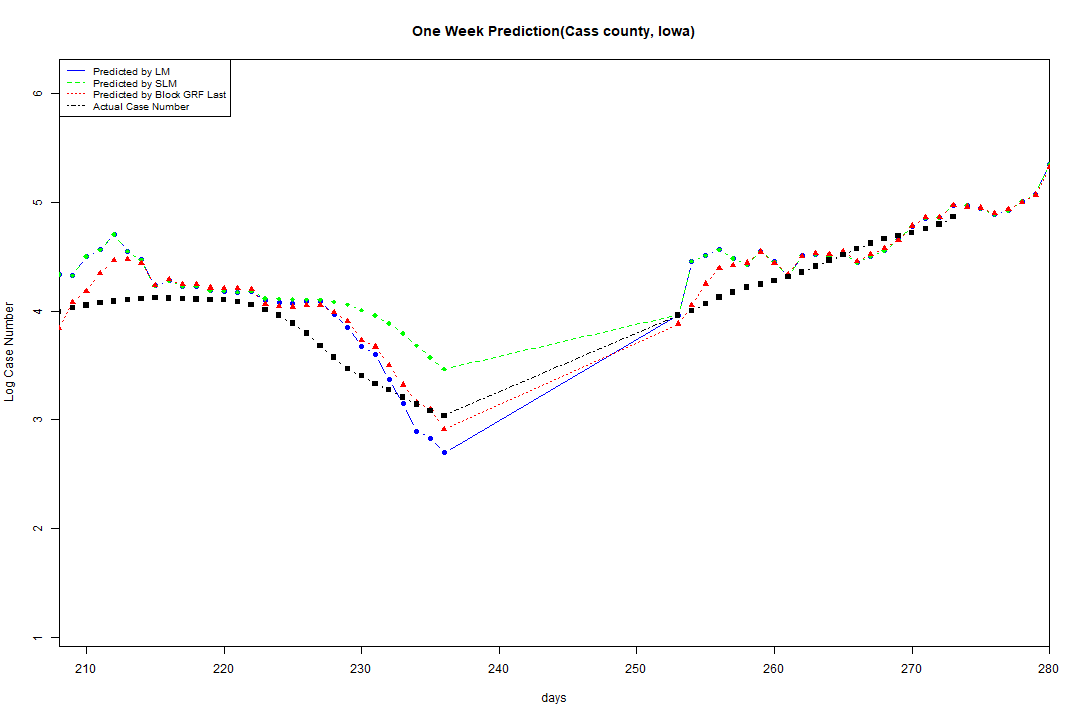 One Week Prediction(Cass county, Iowa)
Predicted by LM
Predicted by SLM
Predicted by Block GRF Last
Actual Case Number
Log Case Number
6
5
4
3
2
1
210 220 230 240 250 260 270 280
days